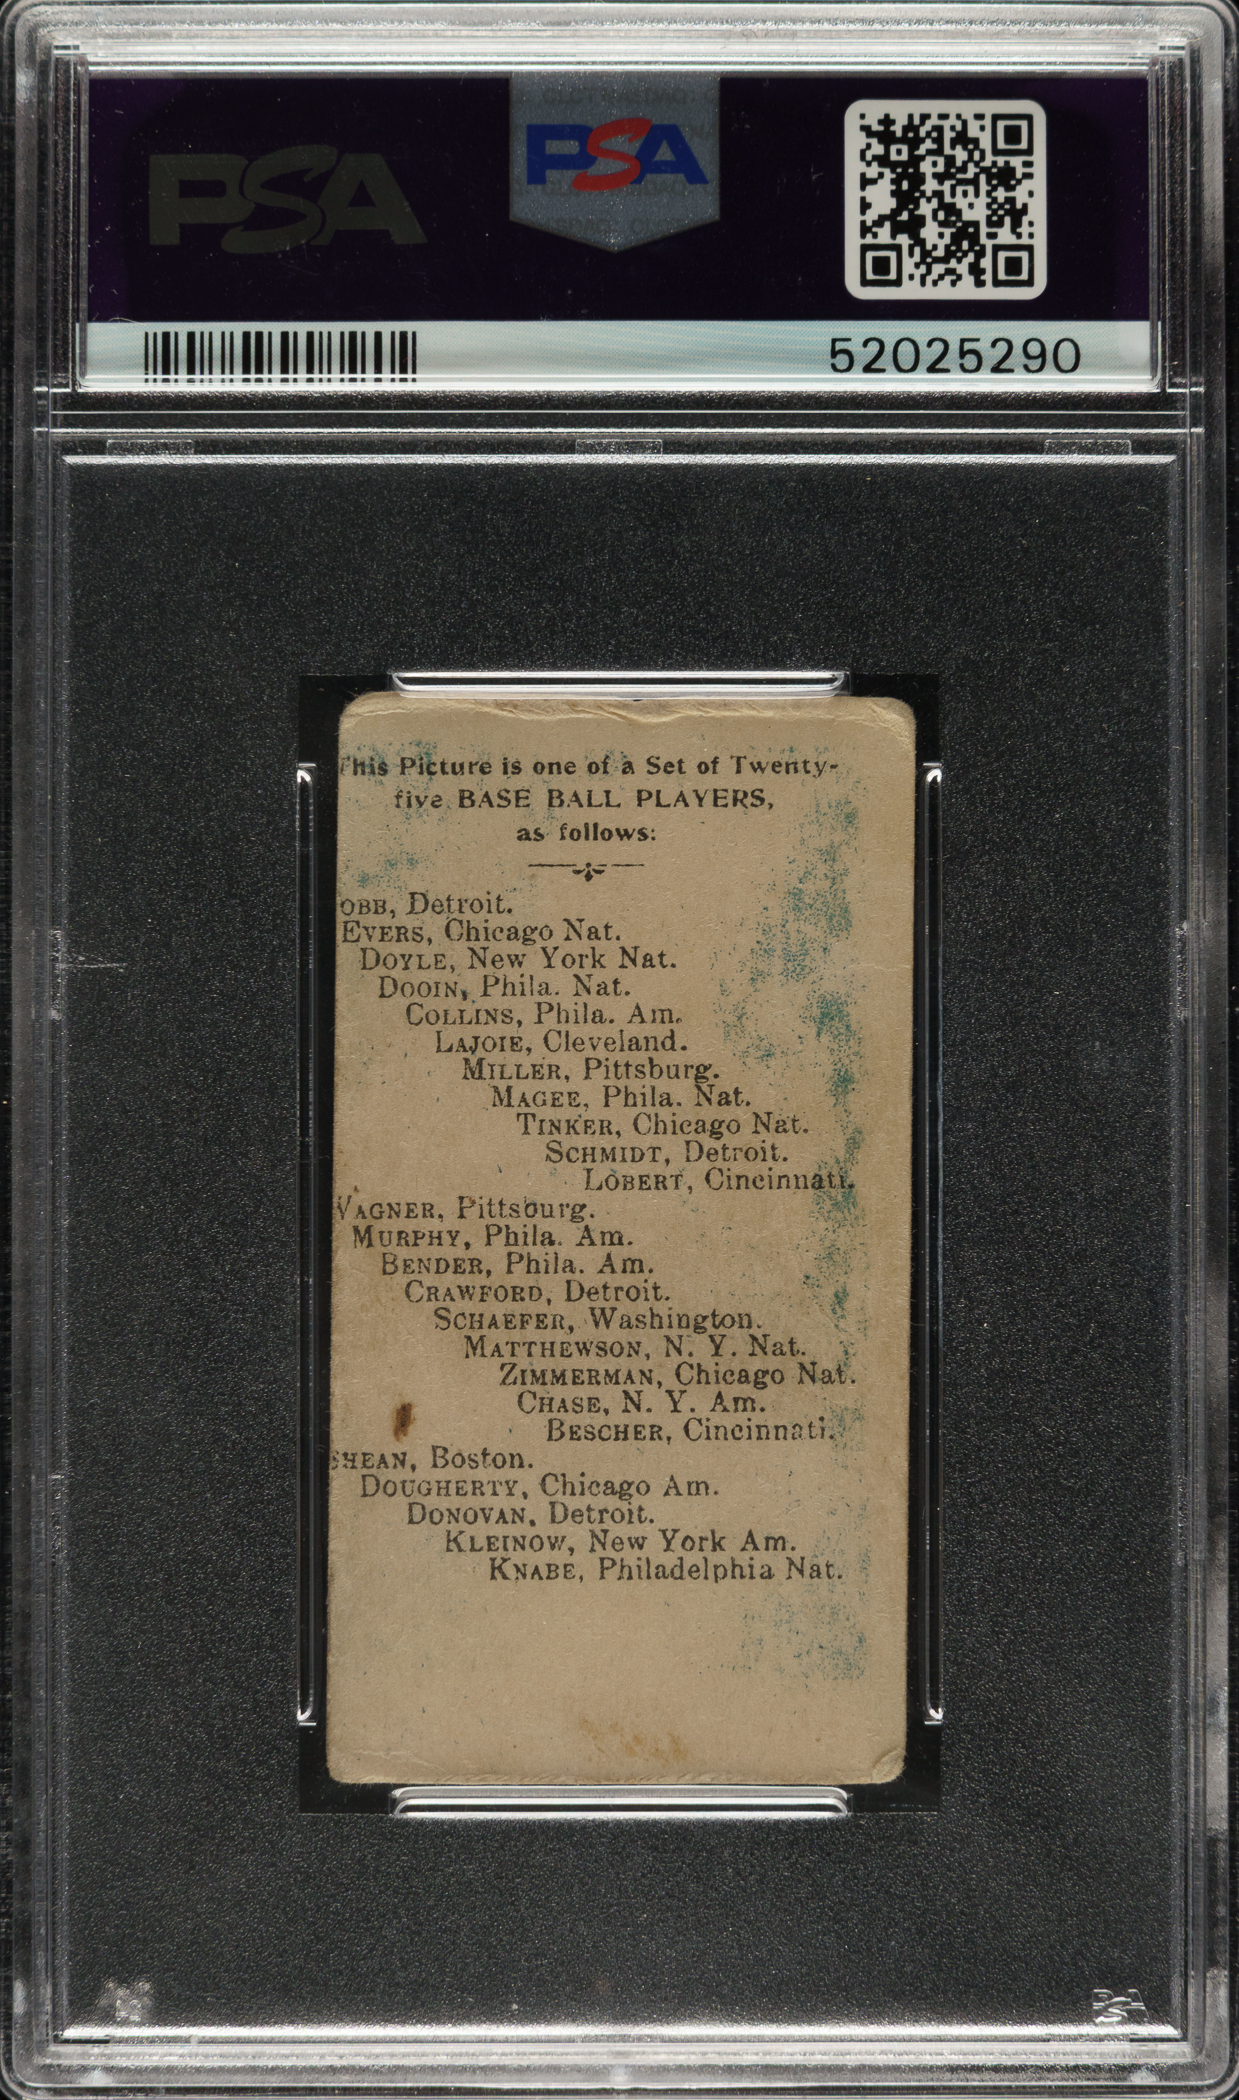 PSA
PSA
52025290
This Picture is one of a Set of Twenty-
five BASE BALL PLAYERS,
as follows:
OBB, Detroit.
EVERS, Chicago Nat.
DOYLE, New York Nat.
DOOIN, Phila. Nat.
COLLINS, Phila. Am.
LAJOIE, Cleveland.
MILLER, Pittsburg.
MAGEE, Phila. Nat.
TINKER, Chicago Nat.
SCHMIDT, Detroit.
LOBERT, Cincinnati.
WAGNER, Pittsburg.
MURPHY, Phila. Am.
BENDER, Phila. Am.
CRAWFORD, Detroit.
SCHAEFER, Washington.
MATTHEWSON, N. Y. Nat.
ZIMMERMAN, Chicago Nat.
CHASE, N. Y. Am.
BESCHER, Cincinnati.
SHEAN, Boston.
DOUGHERTY, Chicago Am.
DONOVAN, Detroit.
KLEINOW, New York Am.
KNABE, Philadelphia Nat.
PSA